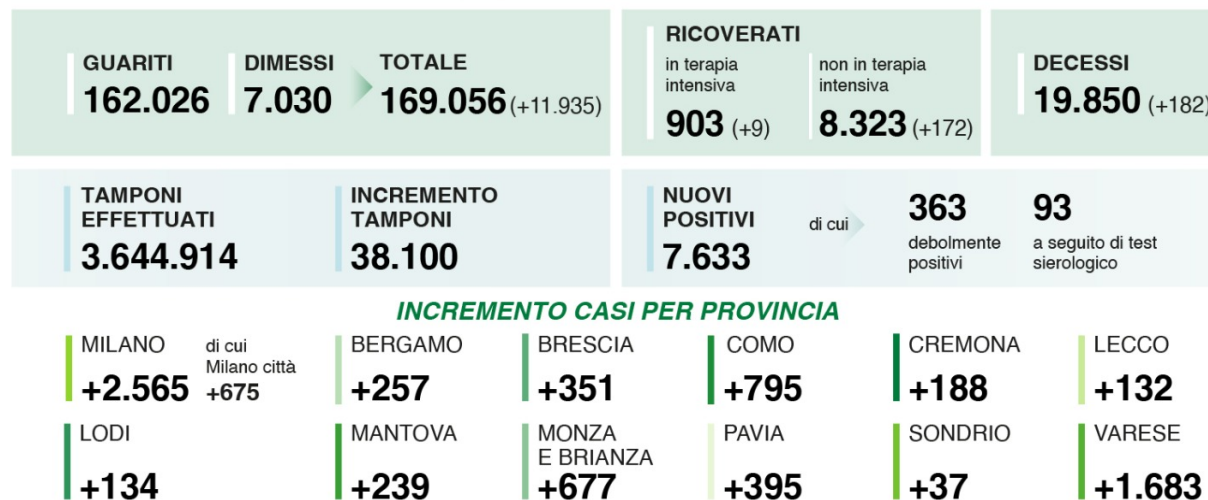 GUARITI
162.026
DIMESSI
7.030
TOTALE
169.056 (+11.935)
RICOVERATI
in terapia
intensiva
903 (+9)
non in terapia
intensiva
8.323 (+172)
DECESSI
19.850 (+182)
TAMPONI
EFFETTUATI
3.644.914
INCREMENTO
TAMPONI
38.100
NUOVI
POSITIVI
7.633
di cui
363
debolmente
positivi
93
a seguito di test
sierologico
INCREMENTO CASI PER PROVINCIA
MILANO
+2.565
di cui
Milano città
+675
BERGAMO
+257
BRESCIA
+351
COMO
+795
CREMONA
+188
LECCO
+132
LODI
+134
MANTOVA
+239
MONZA
E BRIANZA
+677
PAVIA
+395
SONDRIO
+37
VARESE
+1.683